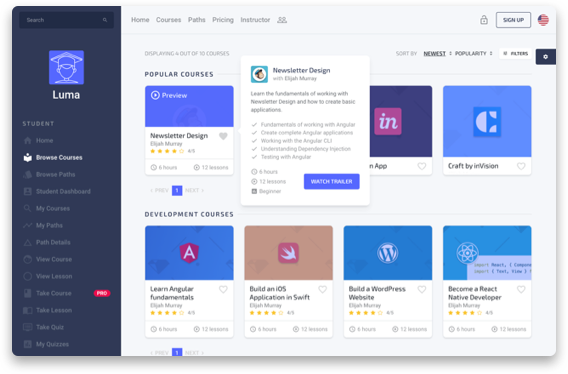 Search
Home Courses Paths Pricing Instructor
SIGN UP
Luma
STUDENT
Home
Browse Courses
Browse Paths
Student Dashboard
My Courses
My Paths
Path Details
View Course
View Lesson
Take Course PRO
Take Lesson
Take Quiz
My Quizzes
DISPLAYING 4 OUT OF 10 COURSES
SORT BY NEWEST POPULARITY FILTERS
POPULAR COURSES
Preview
Newsletter Design
Elijah Murray
4/5
6 hours 12 lessons
Newsletter Design
with Elijah Murray
Learn the fundamentals of working with
Newsletter Design and how to create basic
applications.
Fundamentals of working with Angular
Create complete Angular applications
Working with the Angular CLI
Understanding Dependency Injection
Testing with Angular
6 hours
12 lessons
Beginner
WATCH TRAILER
in
n App
Craft by inVision
‹ PREV 1 NEXT ›
DEVELOPMENT COURSES
Learn Angular
fundamentals
Elijah Murray
4/5
6 hours 12 lessons
Build an iOS
Application in Swift
Elijah Murray
4/5
6 hours 12 lessons
Build a WordPress
Website
Elijah Murray
4/5
6 hours 12 lessons
import React, { Compone
import { Text, View } f
Become a React
Native Developer
Elijah Murray
4/5
6 hours 12 lessons
‹ PREV 1 NEXT ›